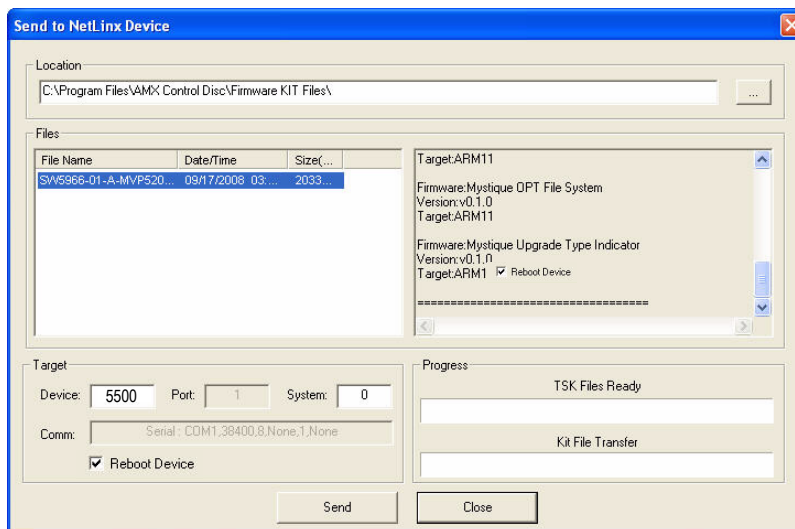 Send to NetLinx Device
Location
C:\Program Files\AMX Control Disc\Firmware KIT Files\
...
Files
File Name Date/Time Size(...
SW5966-01-A-MVP520... 09/17/2008 03:... 2033...
Target:ARM11
Firmware:Mystique OPT File System
Version:v0.1.0
Target:ARM11
Firmware:Mystique Upgrade Type Indicator
Version:v0.1.0
Target:ARM1 Reboot Device
===================================
Target
Device: 5500 Port: 1 System: 0
Comm: Serial : COM1,38400,8,None,1,None
Reboot Device
Progress
TSK Files Ready
Kit File Transfer
Send Close